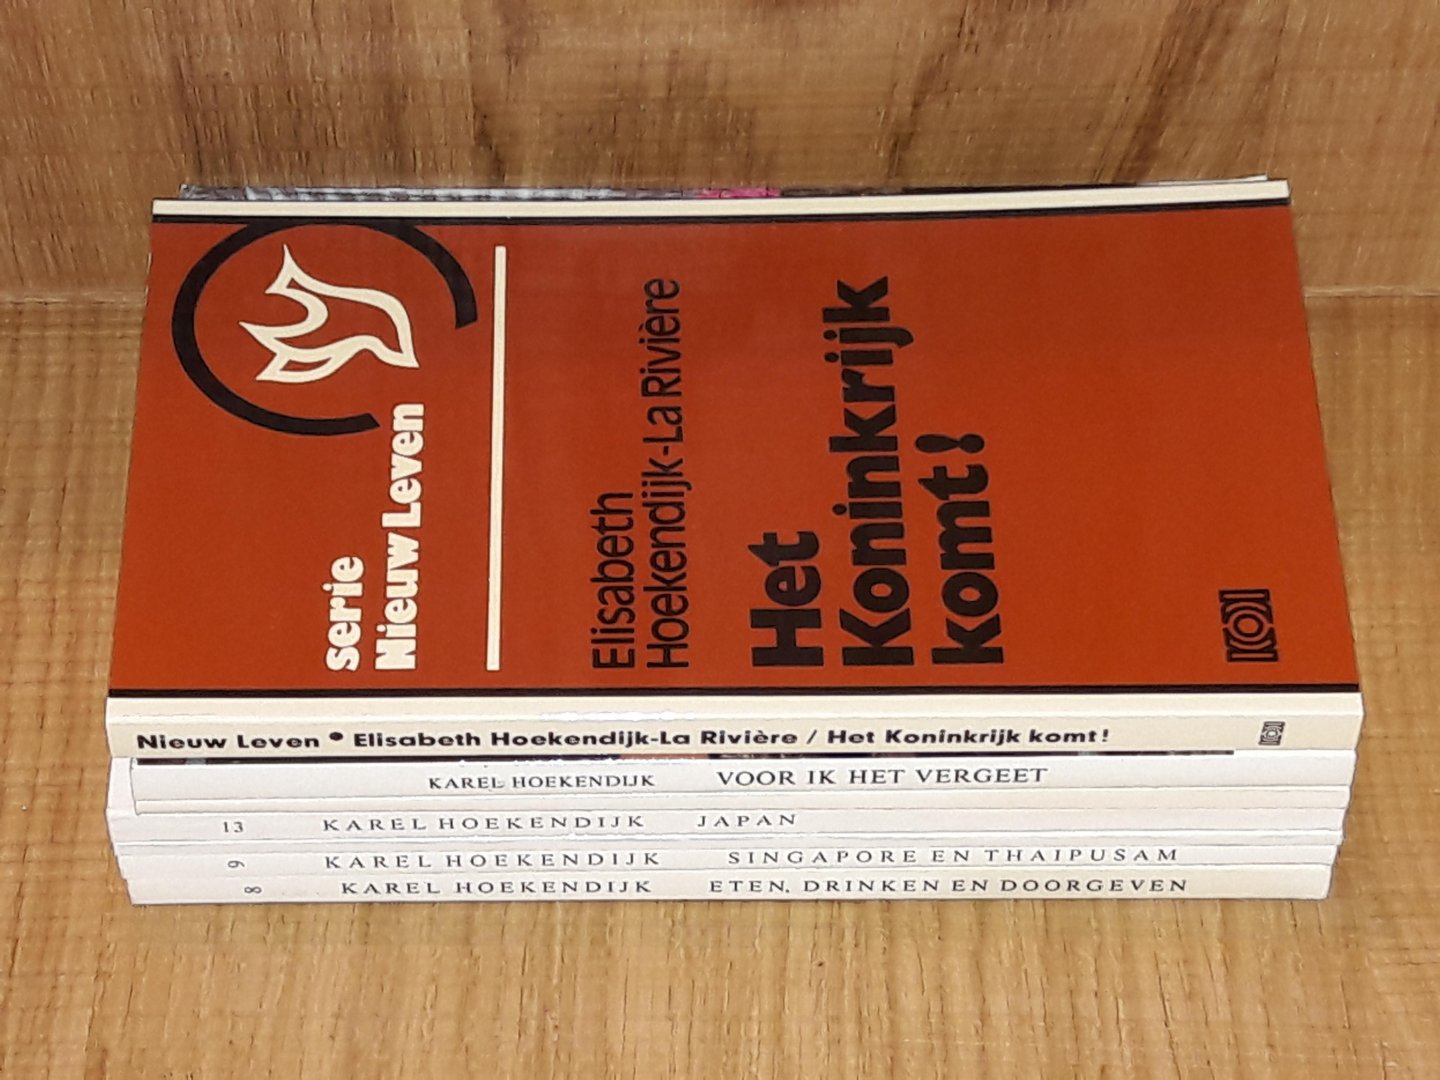 serie
Nieuw Leven
Elisabeth
Hoekendijk-La Rivière
Het
Koninkrijk
komt!
KOK
Nieuw Leven • Elisabeth Hoekendijk-La Rivière / Het Koninkrijk komt!
KOK
KAREL HOEKENDIJK VOOR IK HET VERGEET
13 KAREL HOEKENDIJK JAPAN
9 KAREL HOEKENDIJK SINGAPORE EN THAIPUSAM
8 KAREL HOEKENDIJK ETEN, DRINKEN EN DOORGEVEN